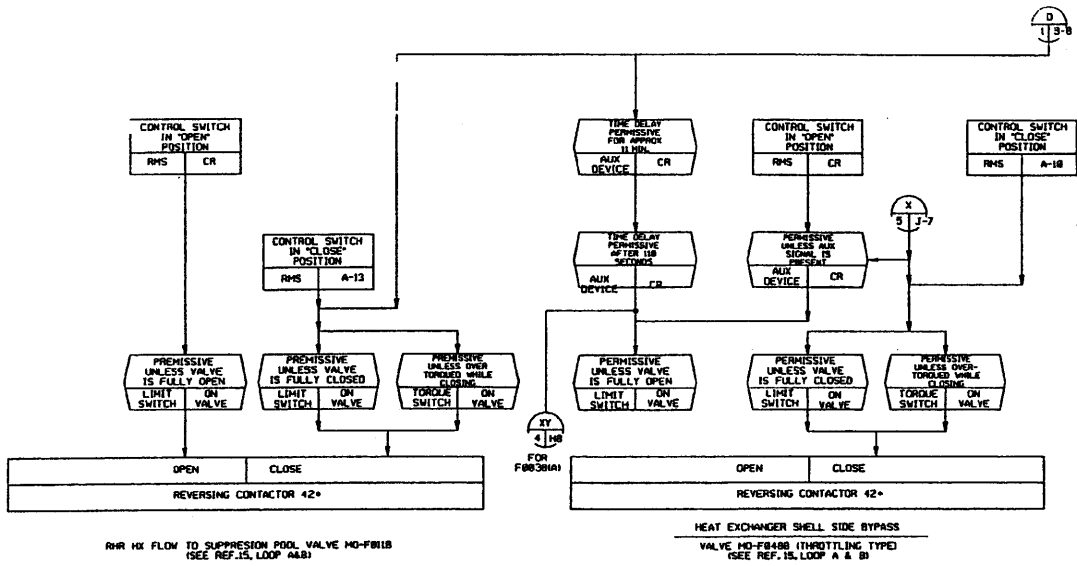 D
1 3-8
CONTROL SWITCH
IN "OPEN"
POSITION
RMS CR
TIME DELAY
PERMISSIVE
FOR APPROX
11 MIN.
AUX
DEVICE CR
CONTROL SWITCH
IN "OPEN"
POSITION
RMS CR
CONTROL SWITCH
IN "CLOSE"
POSITION
RMS A-10
X
5 J-7
CONTROL SWITCH
IN "CLOSE"
POSITION
RMS A-13
TIME DELAY
PERMISSIVE
AFTER 110
SECONDS
AUX
DEVICE CR
PERMISSIVE
UNLESS AUX
SIGNAL IS
PRESENT
AUX
DEVICE CR
PREMISSIVE
UNLESS VALVE
IS FULLY OPEN
LIMIT
SWITCH
ON
VALVE
PREMISSIVE
UNLESS VALVE
IS FULLY CLOSED
LIMIT
SWITCH
ON
VALVE
PREMISSIVE
UNLESS OVER
TORQUED WHILE
CLOSING
TORQUE
SWITCH
ON
VALVE
PERMISSIVE
UNLESS VALVE
IS FULLY OPEN
LIMIT
SWITCH
ON
VALVE
PERMISSIVE
UNLESS VALVE
IS FULLY CLOSED
LIMIT
SWITCH
ON
VALVE
PERMISSIVE
UNLESS OVER-
TORQUED WHILE
CLOSING
TORQUE
SWITCH
ON
VALVE
XY
4 H8
FOR
OPEN CLOSE
REVERSING CONTACTOR 42*
OPEN CLOSE
REVERSING CONTACTOR 42*
RHR HX FLOW TO SUPPRESION POOL VALVE MO-F011B
(SEE REF.15, LOOP A&B)
HEAT EXCHANGER SHELL SIDE BYPASS
VALVE MO-F048B (THROTTLING TYPE)
(SEE REF.15, LOOP A & B)